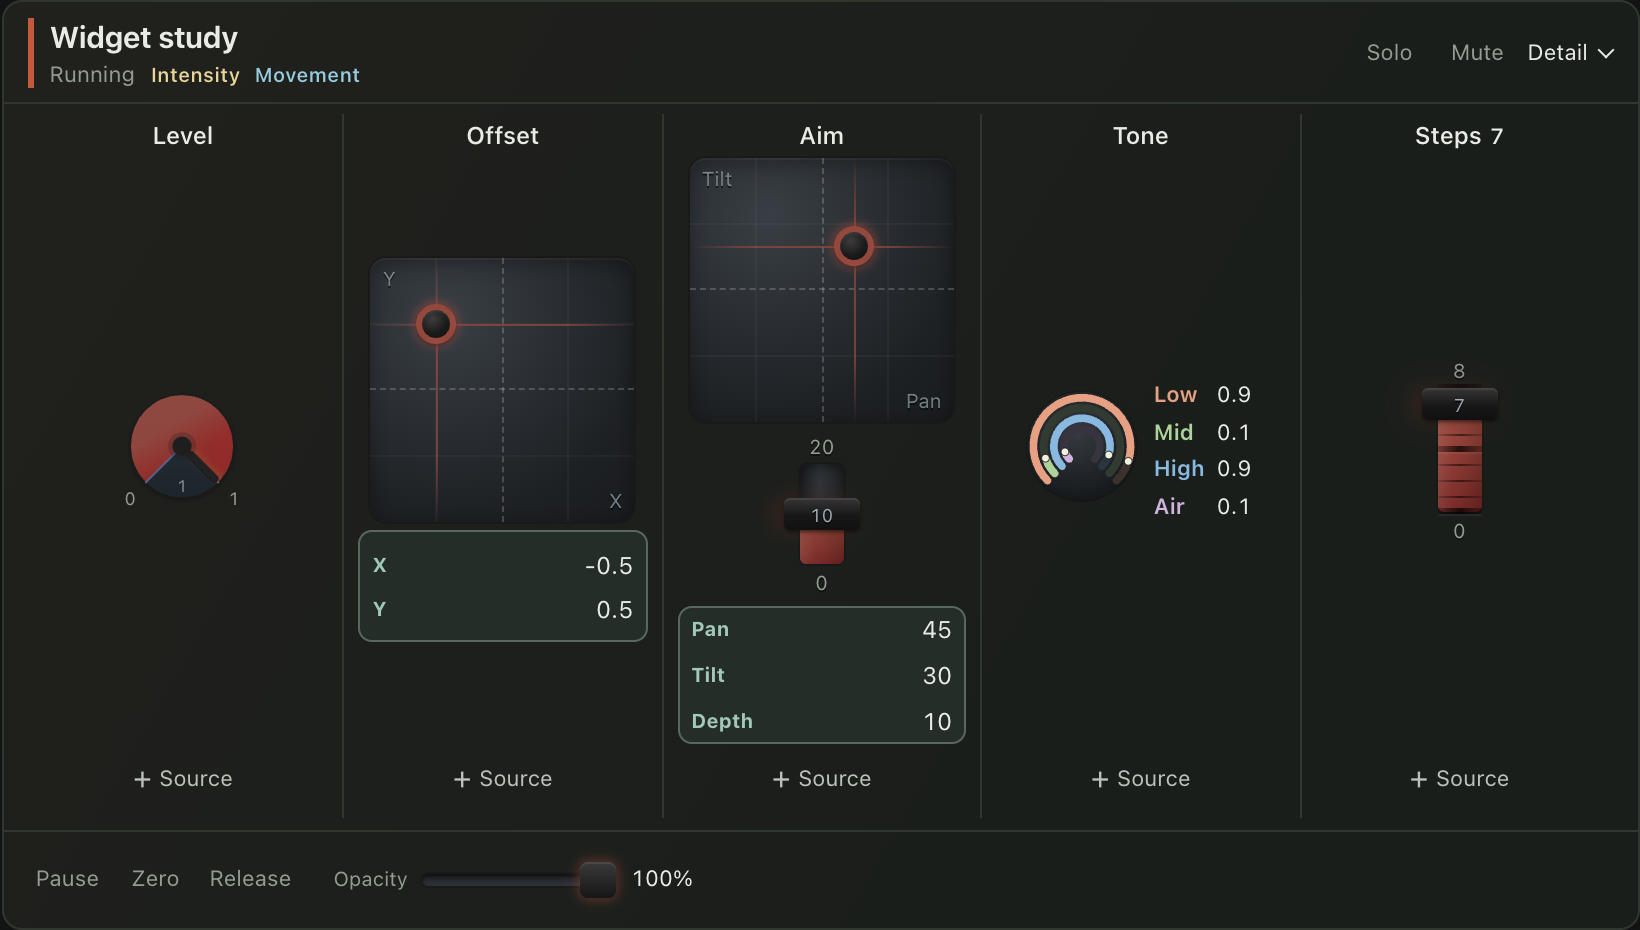 Widget study
Running Intensity Movement
Solo Mute Detail
Level
0 1 1
+ Source
Offset
Y
X
X -0.5
Y 0.5
+ Source
Aim
Tilt
Pan
20
10
0
Pan 45
Tilt 30
Depth 10
+ Source
Tone
Low 0.9
Mid 0.1
High 0.9
Air 0.1
+ Source
Steps 7
8
7
0
+ Source
Pause Zero Release Opacity 100%